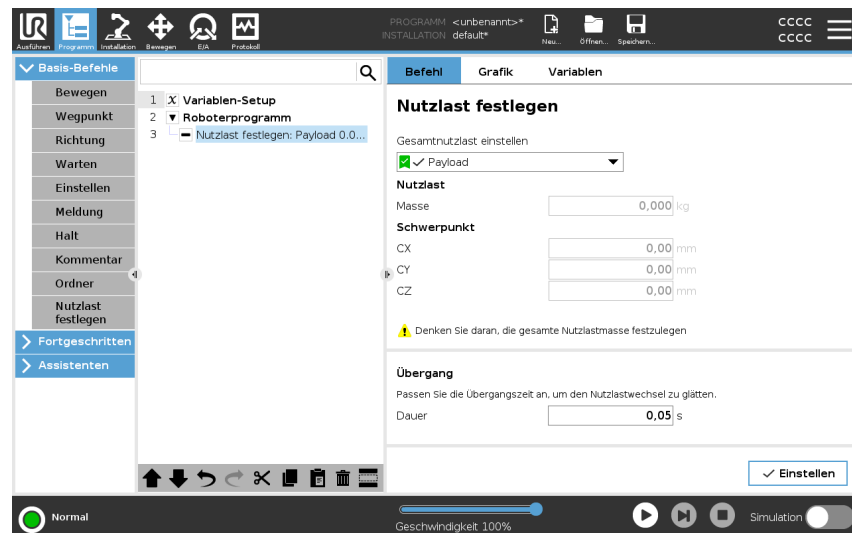 UR
Ausführen
Programm
Installation
Bewegen
E/A
Protokoll
PROGRAMM <unbenannt>*
INSTALLATION default*
Neu...
Öffnen...
Speichern...
CCCC
CCCC
Basis-Befehle
Bewegen
Wegpunkt
Richtung
Warten
Einstellen
Meldung
Halt
Kommentar
Ordner
Nutzlast
festlegen
Fortgeschritten
Assistenten
1 X Variablen-Setup
2 Roboterprogramm
3 Nutzlast festlegen: Payload 0.0...
Befehl Grafik Variablen
Nutzlast festlegen
Gesamtnutzlast einstellen
Payload
Nutzlast
Masse 0,000 kg
Schwerpunkt
CX 0,00 mm
CY 0,00 mm
CZ 0,00 mm
Denken Sie daran, die gesamte Nutzlastmasse festzulegen
Übergang
Passen Sie die Übergangszeit an, um den Nutzlastwechsel zu glätten.
Dauer 0,05 s
Einstellen
Normal
Geschwindigkeit 100%
Simulation